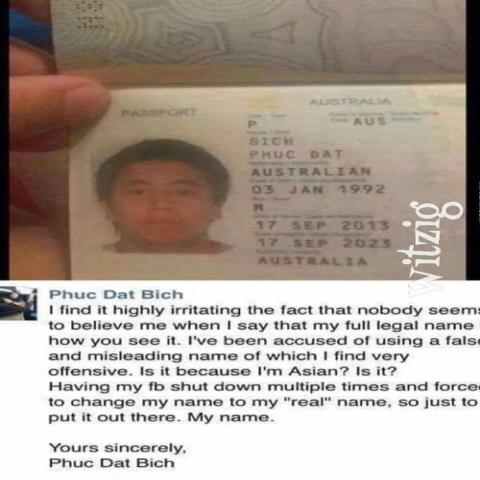 PASSPORT
AUSTRALIA
P
AUS
BICH
PHUC DAT
AUSTRALIAN
03 JAN 1992
M
17 SEP 2013
17 SEP 2023
AUSTRALIA
Witzig
Phuc Dat Bich
I find it highly irritating the fact that nobody seems
to believe me when I say that my full legal name
how you see it. I've been accused of using a false
and misleading name of which I find very
offensive. Is it because I'm Asian? Is it?
Having my fb shut down multiple times and force
to change my name to my "real" name, so just to
put it out there. My name.
Yours sincerely,
Phuc Dat Bich